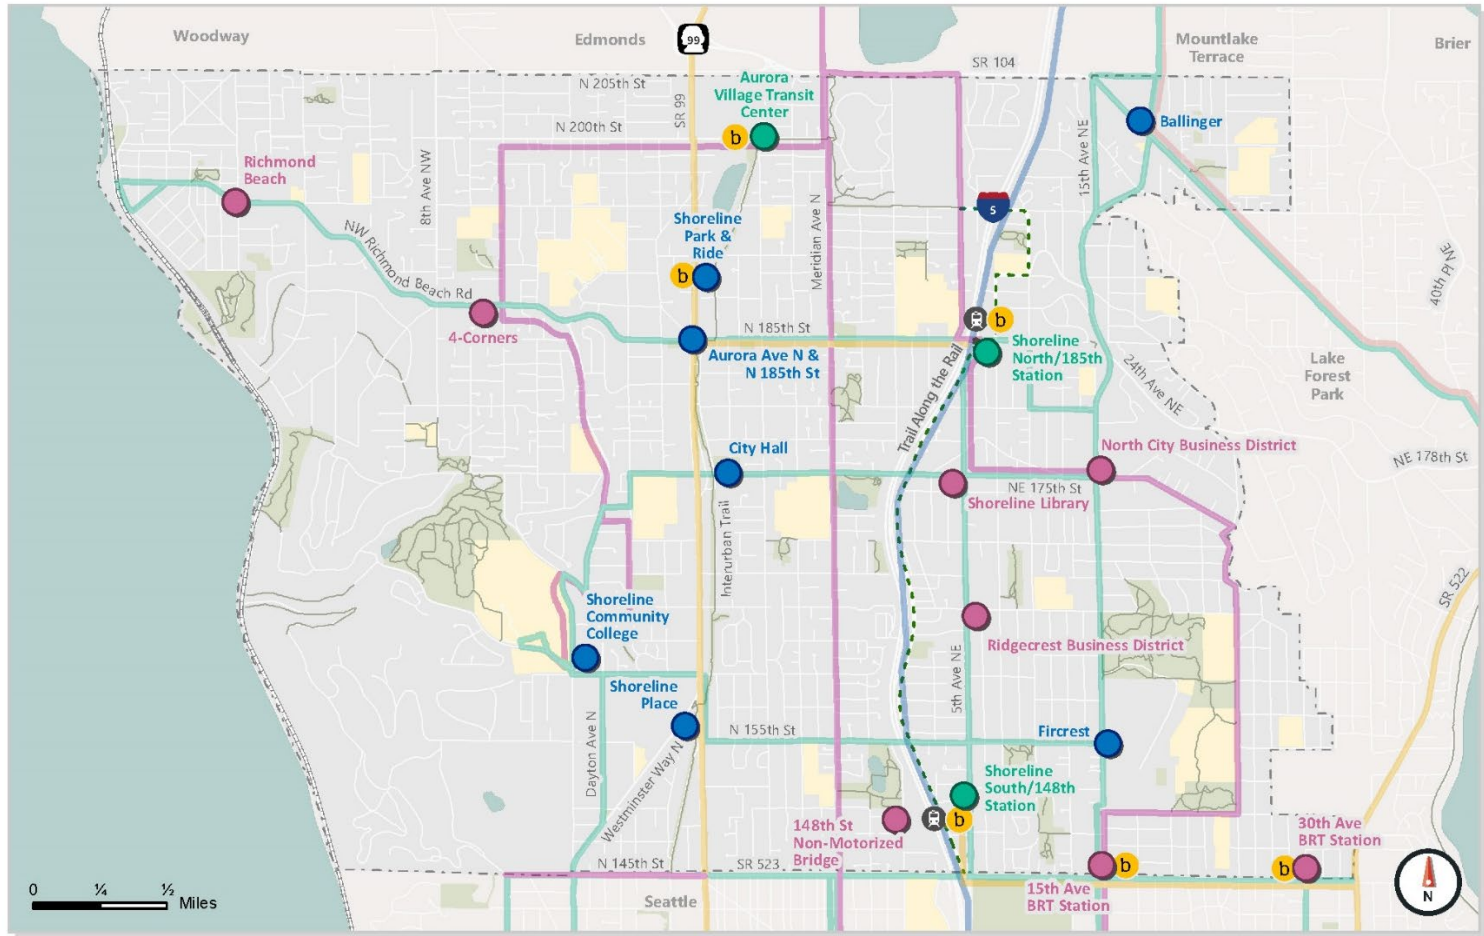 Woodway
Edmonds
99
Mountlake
Terrace
Brier
SR 104
N 205th St
Aurora
Village Transit
Center
SR 99
N 200th St
b
15th Ave NE
Ballinger
Richmond
Beach
8th Ave NW
Shoreline
Park &
Ride
b
Meridian Ave N
5
NW Richmond Beach Rd
40th Pl NE
4-Corners
N 185th St
b
Aurora Ave N &
N 185th St
Shoreline
North/185th
Station
Trail Along the Rail
24th Ave NE
Lake
Forest
Park
City Hall
North City Business District
NE 178th St
NE 175th St
Shoreline Library
Interurban Trail
SR 522
Shoreline
Community
College
Ridgecrest Business District
5th Ave NE
Shoreline
Place
N 155th St
Fircrest
Dayton Ave N
Westminster Way N
Shoreline
South/148th
Station
148th St
Non-Motorized
Bridge
b
30th Ave
BRT Station
N 145th St
SR 523
b
b
15th Ave
BRT Station
0 ¼ ½ Miles
Seattle
N